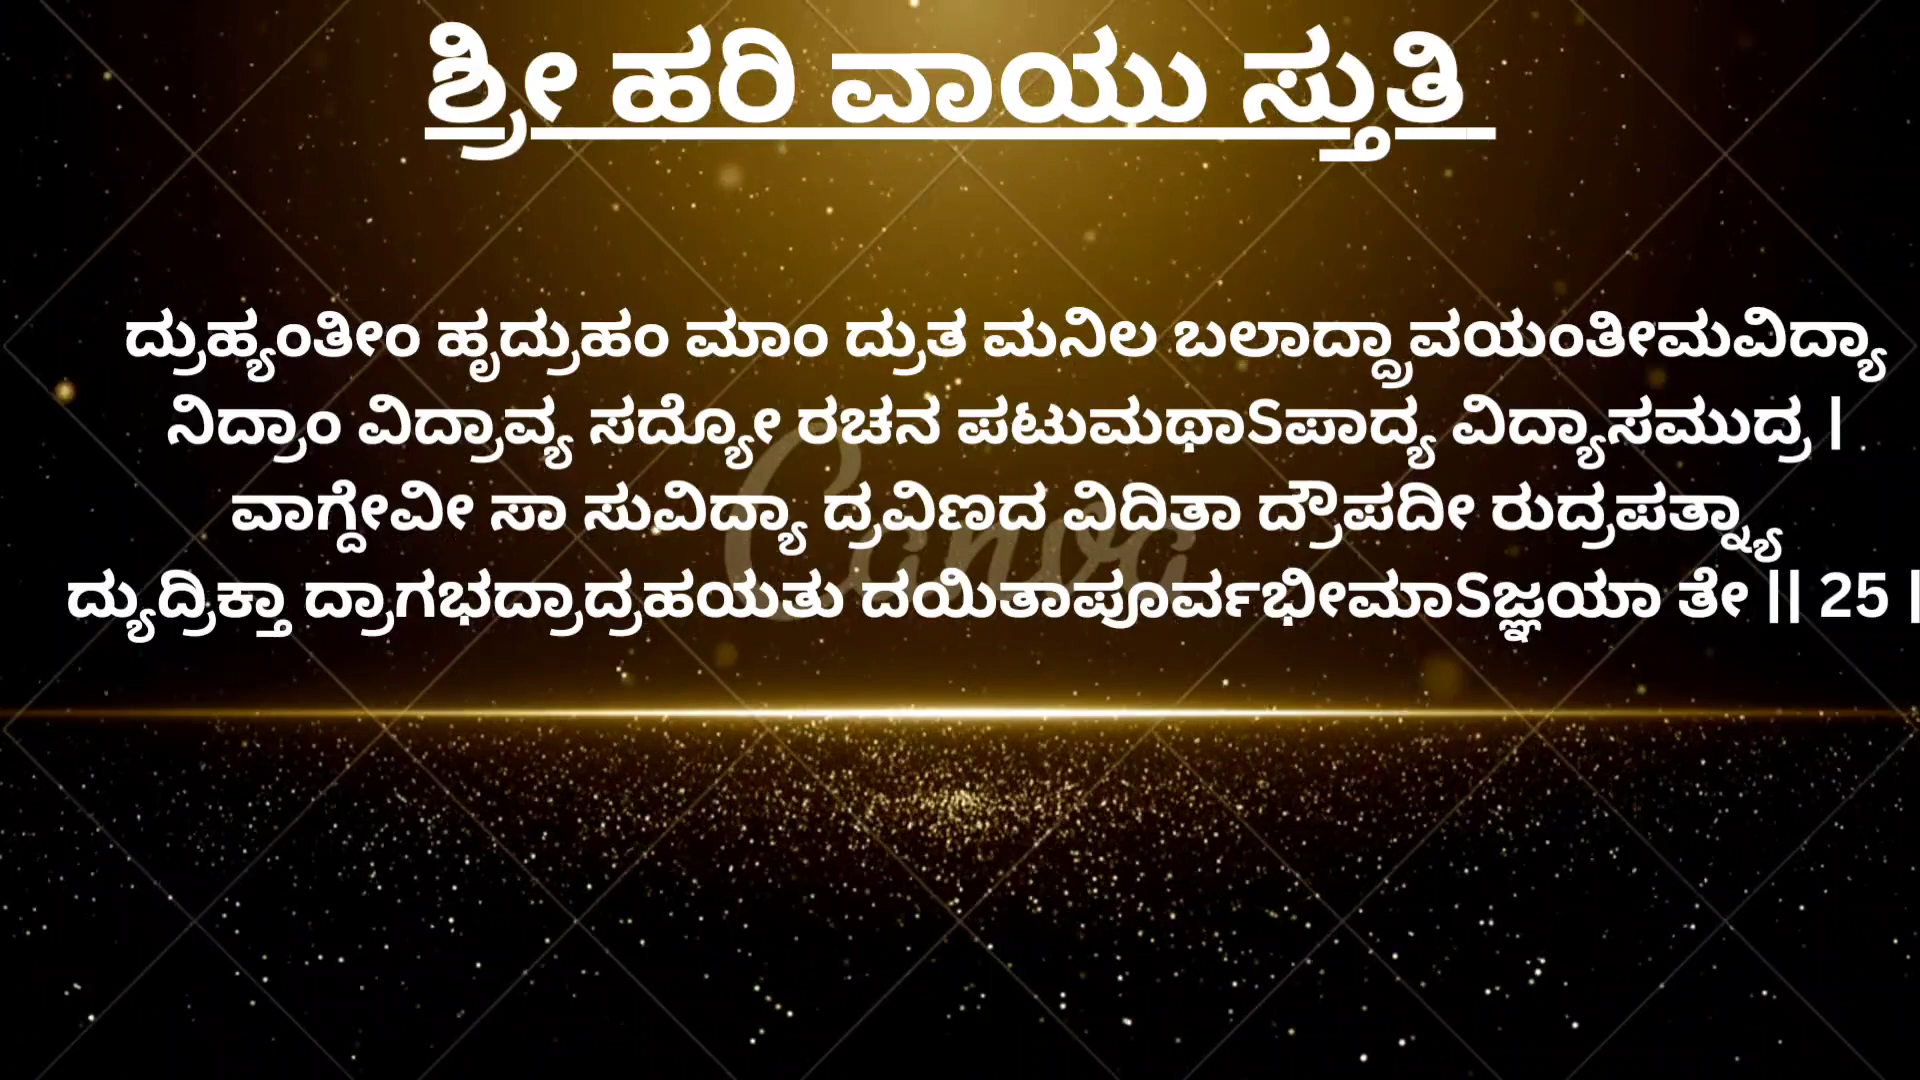 ಶ್ರೀ ಹರಿ ವಾಯು ಸ್ತುತಿ
ದ್ರುಹ್ಯಂತೀಂ ಹೃದ್ರುಹಂ ಮಾಂ ದ್ರುತ ಮನಿಲ ಬಲಾದ್ದ್ರಾವಯಂತೀಮವಿದ್ಯಾ
ನಿದ್ರಾಂ ವಿದ್ರಾವ್ಯ ಸದ್ಯೋ ರಚನ ಪಟುಮಥಾSಪಾದ್ಯ ವಿದ್ಯಾಸಮುದ್ರ |
ವಾಗ್ದೇವೀ ಸಾ ಸುವಿದ್ಯಾ ದ್ರವಿಣದ ವಿದಿತಾ ದ್ರೌಪದೀ ರುದ್ರಪತ್ನ್ಯಾ
ದ್ಯುದ್ರಿಕ್ತಾ ದ್ರಾಗಭದ್ರಾದ್ರಹಯತು ದಯಿತಾಪೂರ್ವಭೀಮಾSಜ್ಞಯಾ ತೇ || 25 |
Canva